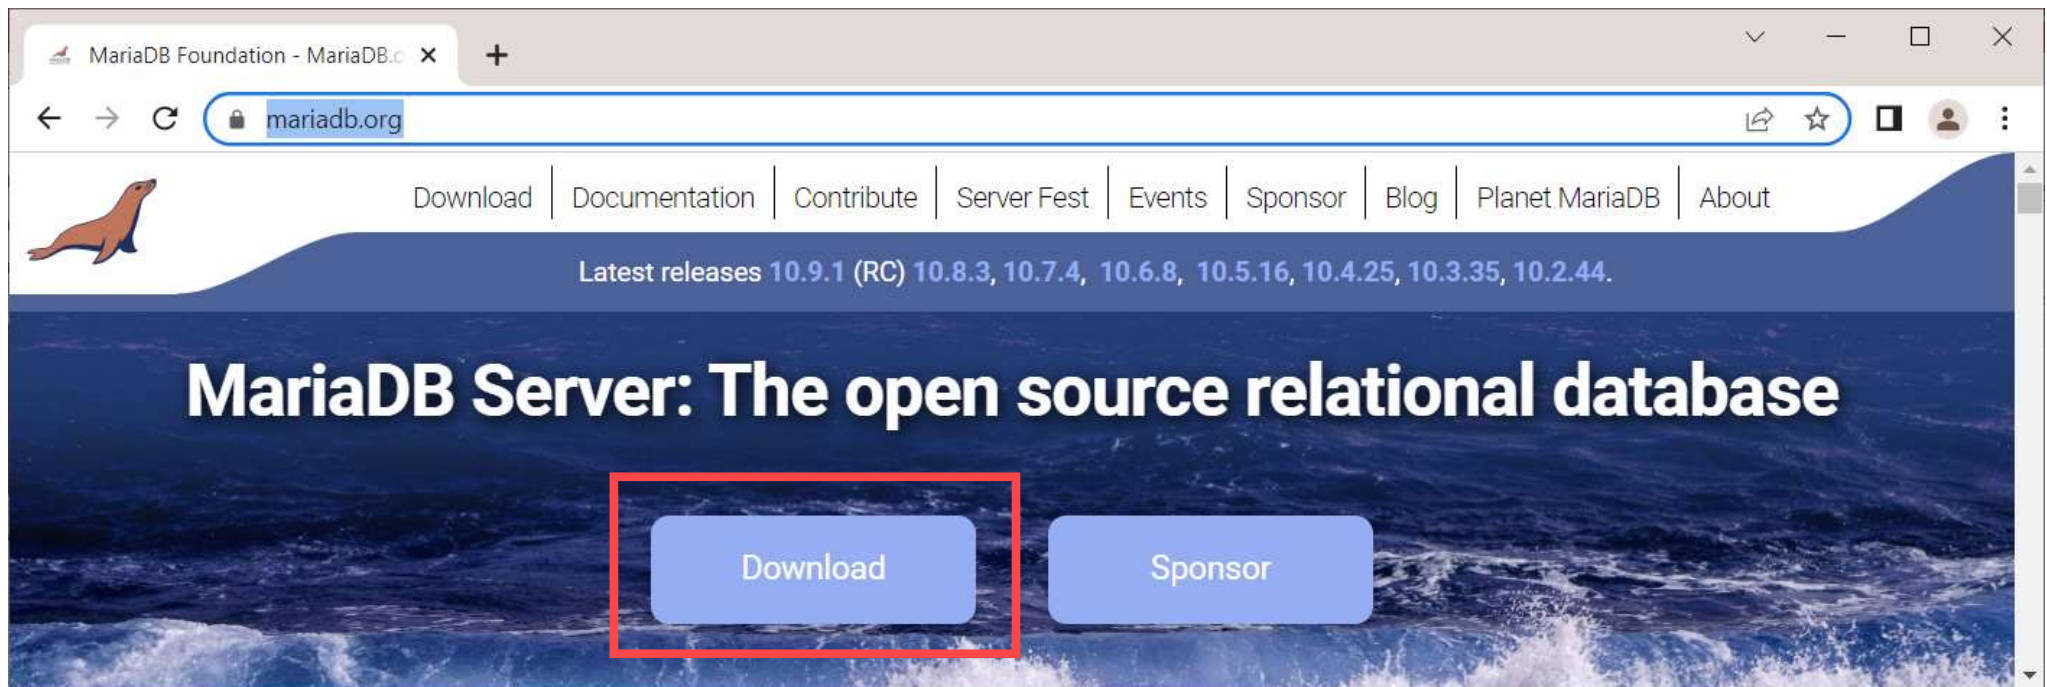 MariaDB Foundation - MariaDB.o
mariadb.org
Download Documentation Contribute Server Fest Events Sponsor Blog Planet MariaDB About
Latest releases 10.9.1 (RC) 10.8.3, 10.7.4, 10.6.8, 10.5.16, 10.4.25, 10.3.35, 10.2.44.
MariaDB Server: The open source relational database
Download Sponsor